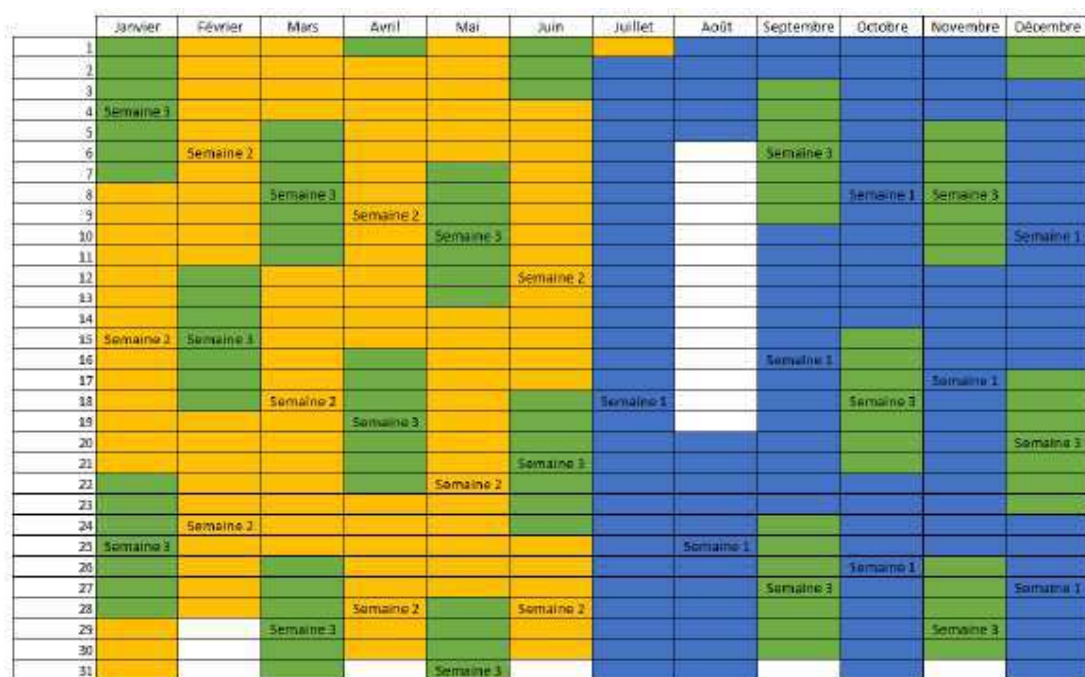 Janvier Février Mars Avril Mai Juin Juillet Août Septembre Octobre Novembre Décembre
1
2
3
4 Semaine 3
5
6 Semaine 2 Semaine 3
7
8 Semaine 3 Semaine 1 Semaine 3
9 Semaine 2
10 Semaine 3 Semaine 1
11
12 Semaine 2
13
14
15 Semaine 2 Semaine 3
16 Semaine 1
17 Semaine 1
18 Semaine 2 Semaine 1 Semaine 3
19 Semaine 3
20 Semaine 3
21 Semaine 3
22 Semaine 2
23
24 Semaine 2
25 Semaine 3 Semaine 1
26 Semaine 1
27 Semaine 3 Semaine 1
28 Semaine 2 Semaine 2
29 Semaine 3 Semaine 3
30
31 Semaine 3